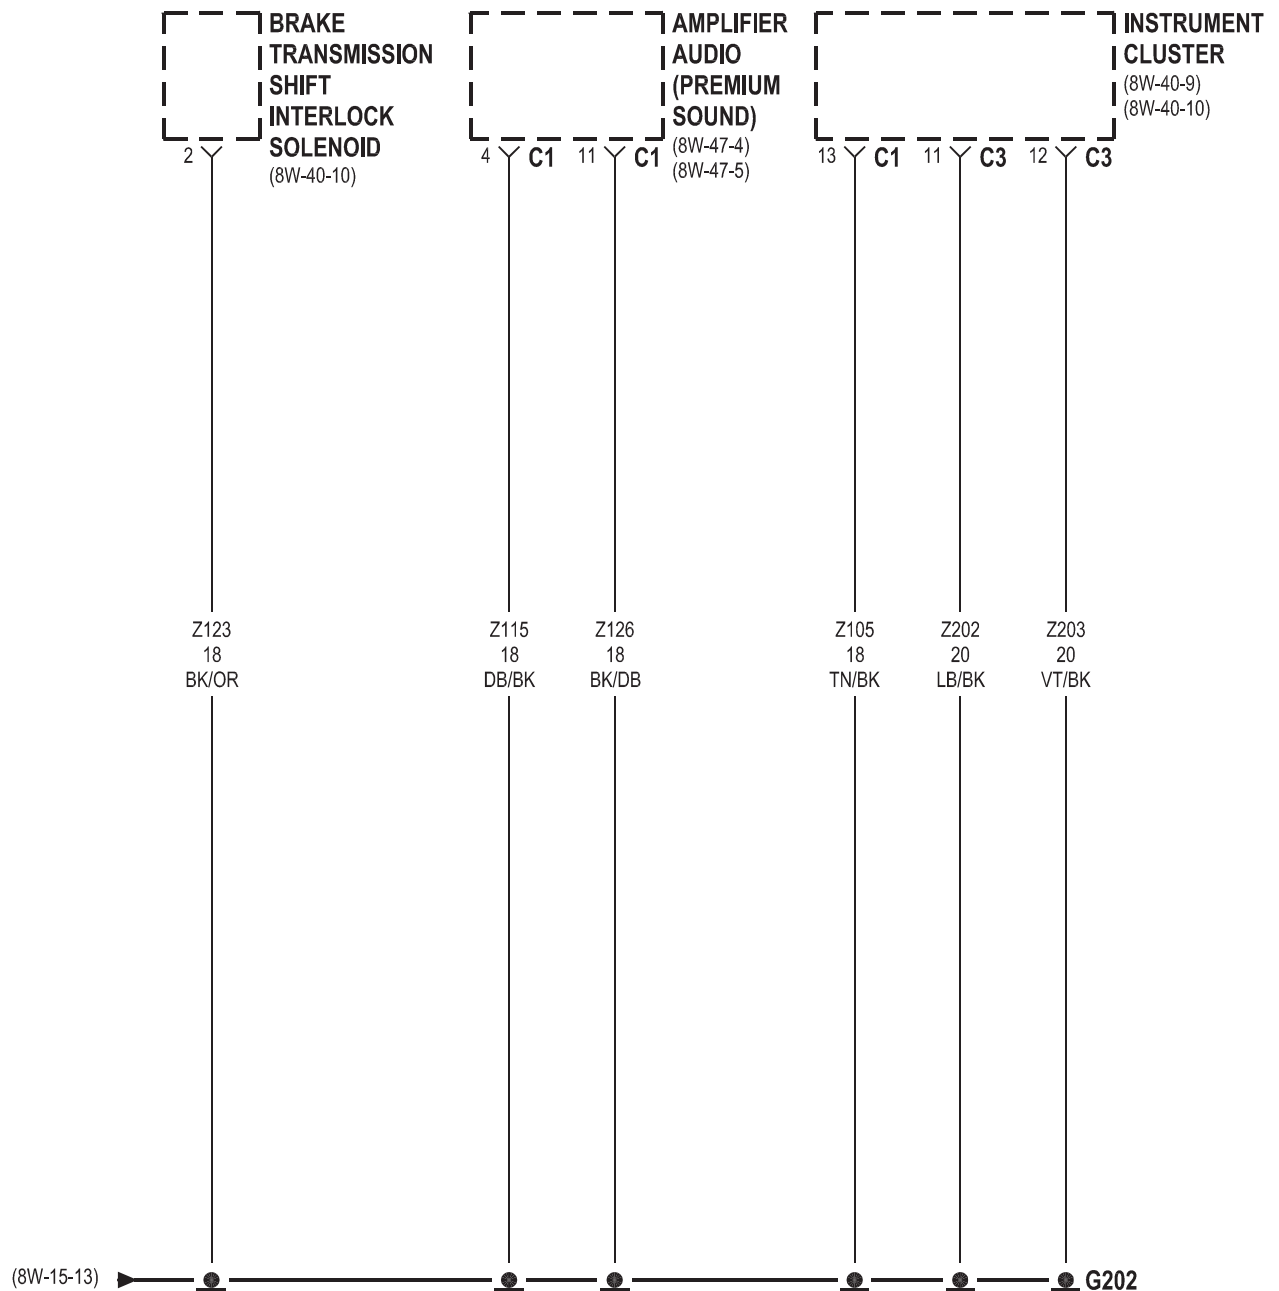 BRAKE
TRANSMISSION
SHIFT
INTERLOCK
SOLENOID
(8W-40-10)
AMPLIFIER
AUDIO
(PREMIUM
SOUND)
(8W-47-4)
(8W-47-5)
INSTRUMENT
CLUSTER
(8W-40-9)
(8W-40-10)
2
4 C1
11 C1
13 C1
11 C3
12 C3
Z123
18
BK/OR
Z115
18
DB/BK
Z126
18
BK/DB
Z105
18
TN/BK
Z202
20
LB/BK
Z203
20
VT/BK
(8W-15-13)
G202